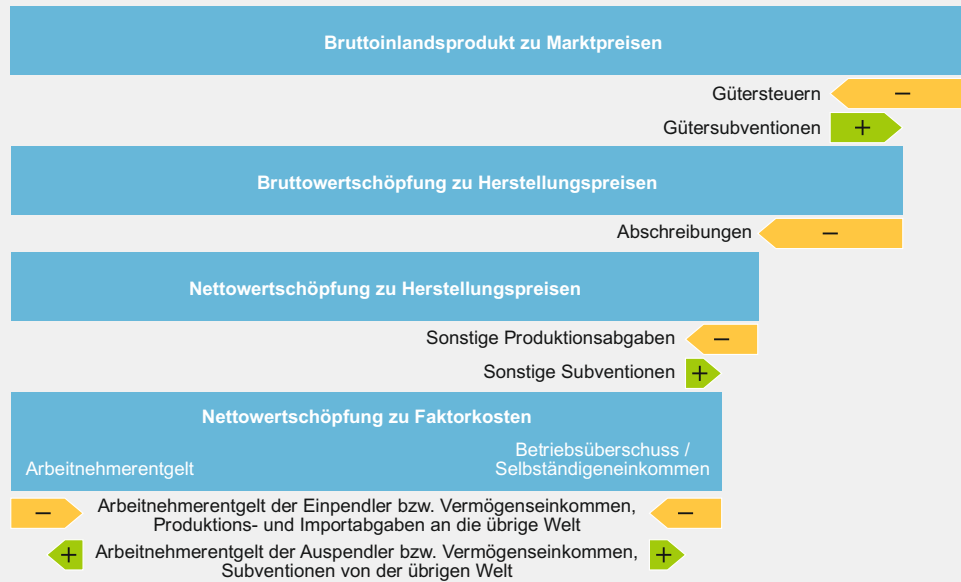 Bruttoinlandsprodukt zu Marktpreisen
Gütersteuern −
Gütersubventionen +
Bruttowertschöpfung zu Herstellungspreisen
Abschreibungen −
Nettowertschöpfung zu Herstellungspreisen
Sonstige Produktionsabgaben −
Sonstige Subventionen +
Nettowertschöpfung zu Faktorkosten
Arbeitnehmerentgelt
Betriebsüberschuss /
Selbständigeneinkommen
− Arbeitnehmerentgelt der Einpendler bzw. Vermögenseinkommen, −
Produktions- und Importabgaben an die übrige Welt
+ Arbeitnehmerentgelt der Auspendler bzw. Vermögenseinkommen, +
Subventionen von der übrigen Welt